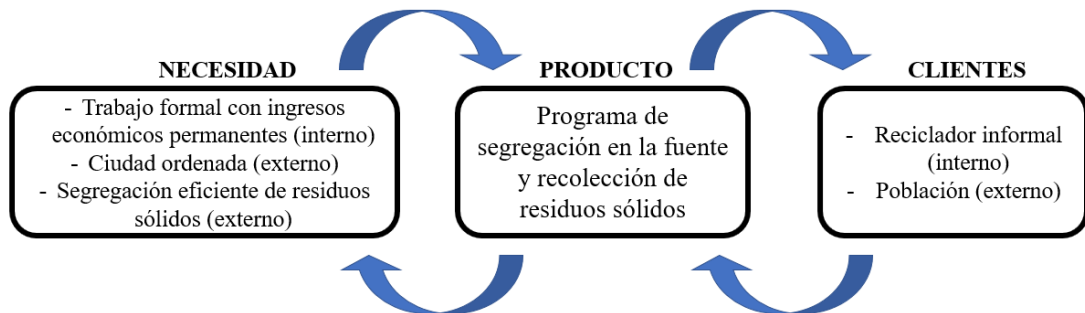 NECESIDAD
- Trabajo formal con ingresos
económicos permanentes (interno)
- Ciudad ordenada (externo)
- Segregación eficiente de residuos
sólidos (externo)
PRODUCTO
Programa de
segregación en la fuente
y recolección de
residuos sólidos
CLIENTES
- Reciclador informal
(interno)
- Población (externo)